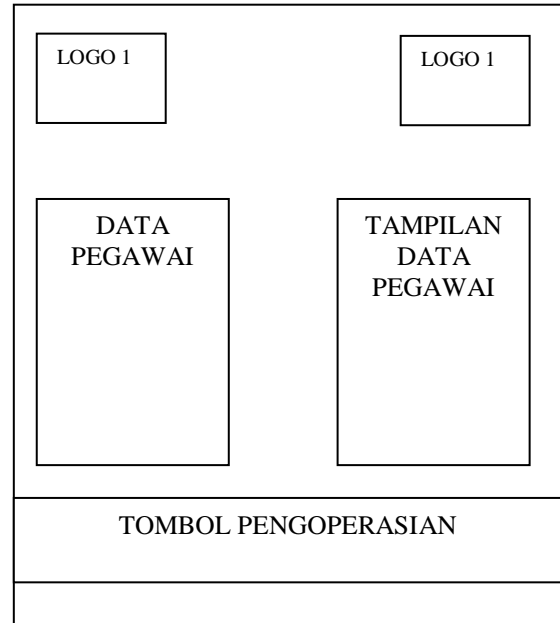 LOGO 1
LOGO 1
DATA
PEGAWAI
TAMPILAN
DATA
PEGAWAI
TOMBOL PENGOPERASIAN